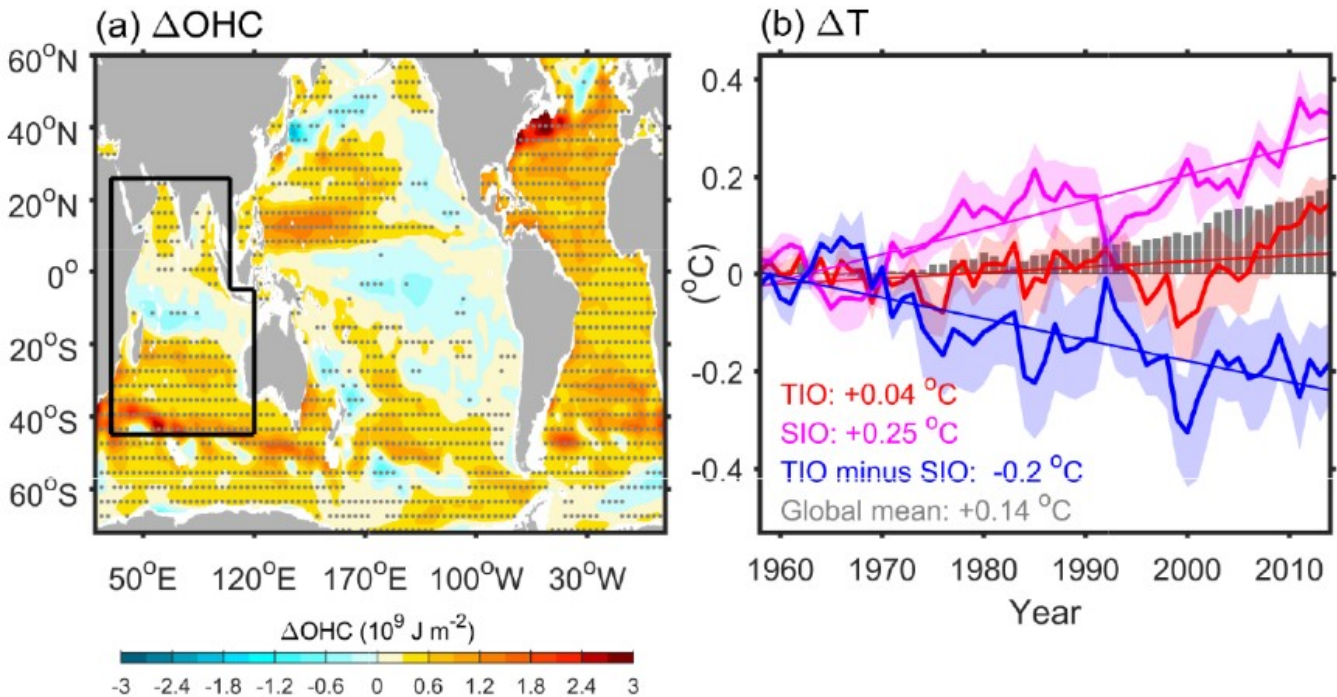 (a) ΔOHC
60°N
40°N
20°N
0°
20°S
40°S
60°S
50°E 120°E 170°E 100°W 30°W
ΔOHC (10⁹ J m⁻²)
-3 -2.4 -1.8 -1.2 -0.6 0 0.6 1.2 1.8 2.4 3
(b) ΔT
0.4
0.2
0
-0.2
-0.4
(°C)
TIO: +0.04 °C
SIO: +0.25 °C
TIO minus SIO: -0.2 °C
Global mean: +0.14 °C
1960 1970 1980 1990 2000 2010
Year